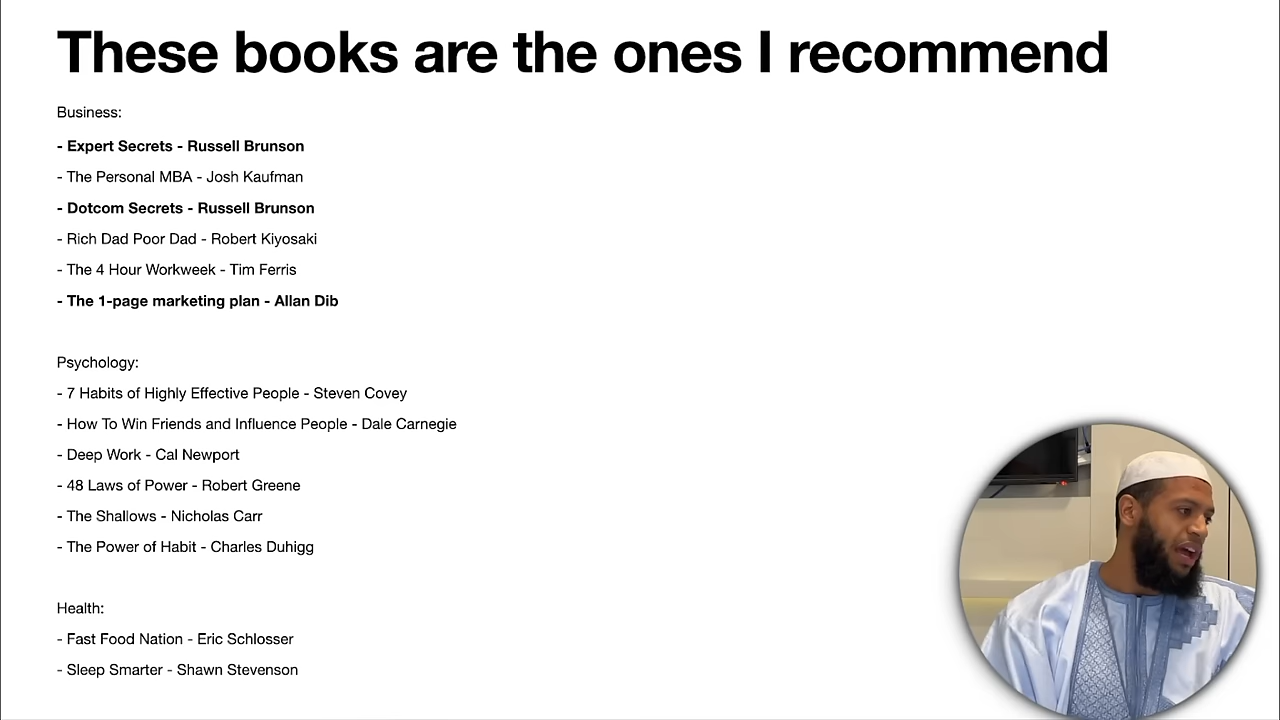 These books are the ones I recommend
Business:
- Expert Secrets - Russell Brunson
- The Personal MBA - Josh Kaufman
- Dotcom Secrets - Russell Brunson
- Rich Dad Poor Dad - Robert Kiyosaki
- The 4 Hour Workweek - Tim Ferris
- The 1-page marketing plan - Allan Dib
Psychology:
- 7 Habits of Highly Effective People - Steven Covey
- How To Win Friends and Influence People - Dale Carnegie
- Deep Work - Cal Newport
- 48 Laws of Power - Robert Greene
- The Shallows - Nicholas Carr
- The Power of Habit - Charles Duhigg
Health:
- Fast Food Nation - Eric Schlosser
- Sleep Smarter - Shawn Stevenson